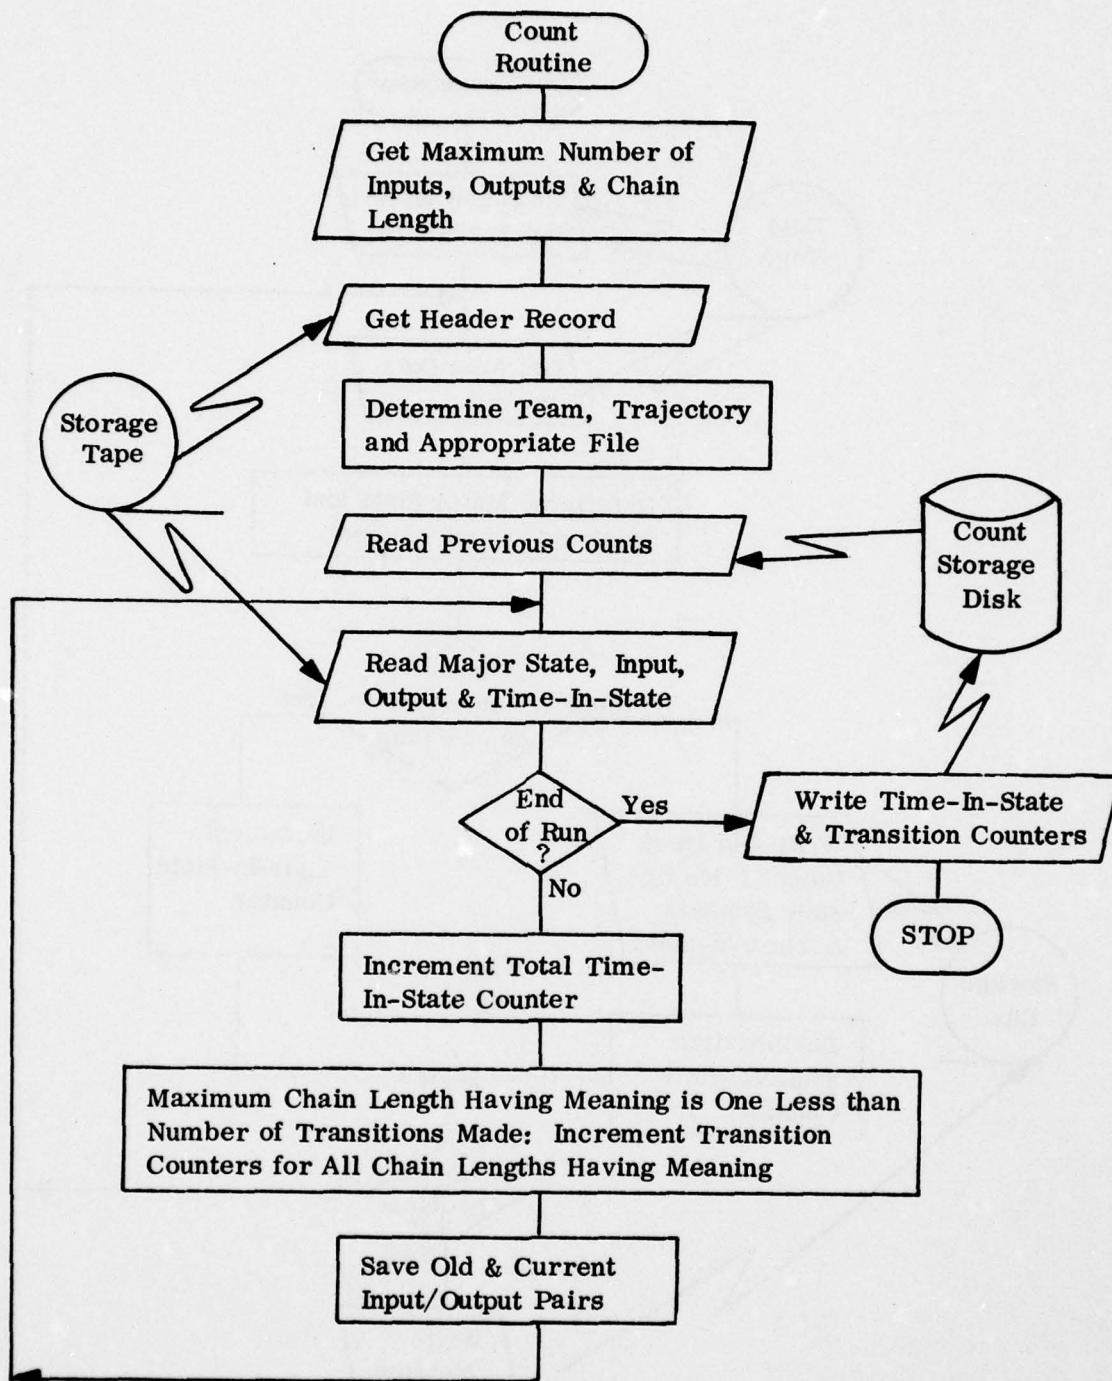 Count
Routine
Get Maximum Number of
Inputs, Outputs & Chain
Length
Get Header Record
Storage
Tape
Determine Team, Trajectory
and Appropriate File
Read Previous Counts
Count
Storage
Disk
Read Major State, Input,
Output & Time-In-State
End
of Run
?
Yes
No
Write Time-In-State
& Transition Counters
STOP
Increment Total Time-
In-State Counter
Maximum Chain Length Having Meaning is One Less than
Number of Transitions Made: Increment Transition
Counters for All Chain Lengths Having Meaning
Save Old & Current
Input/Output Pairs